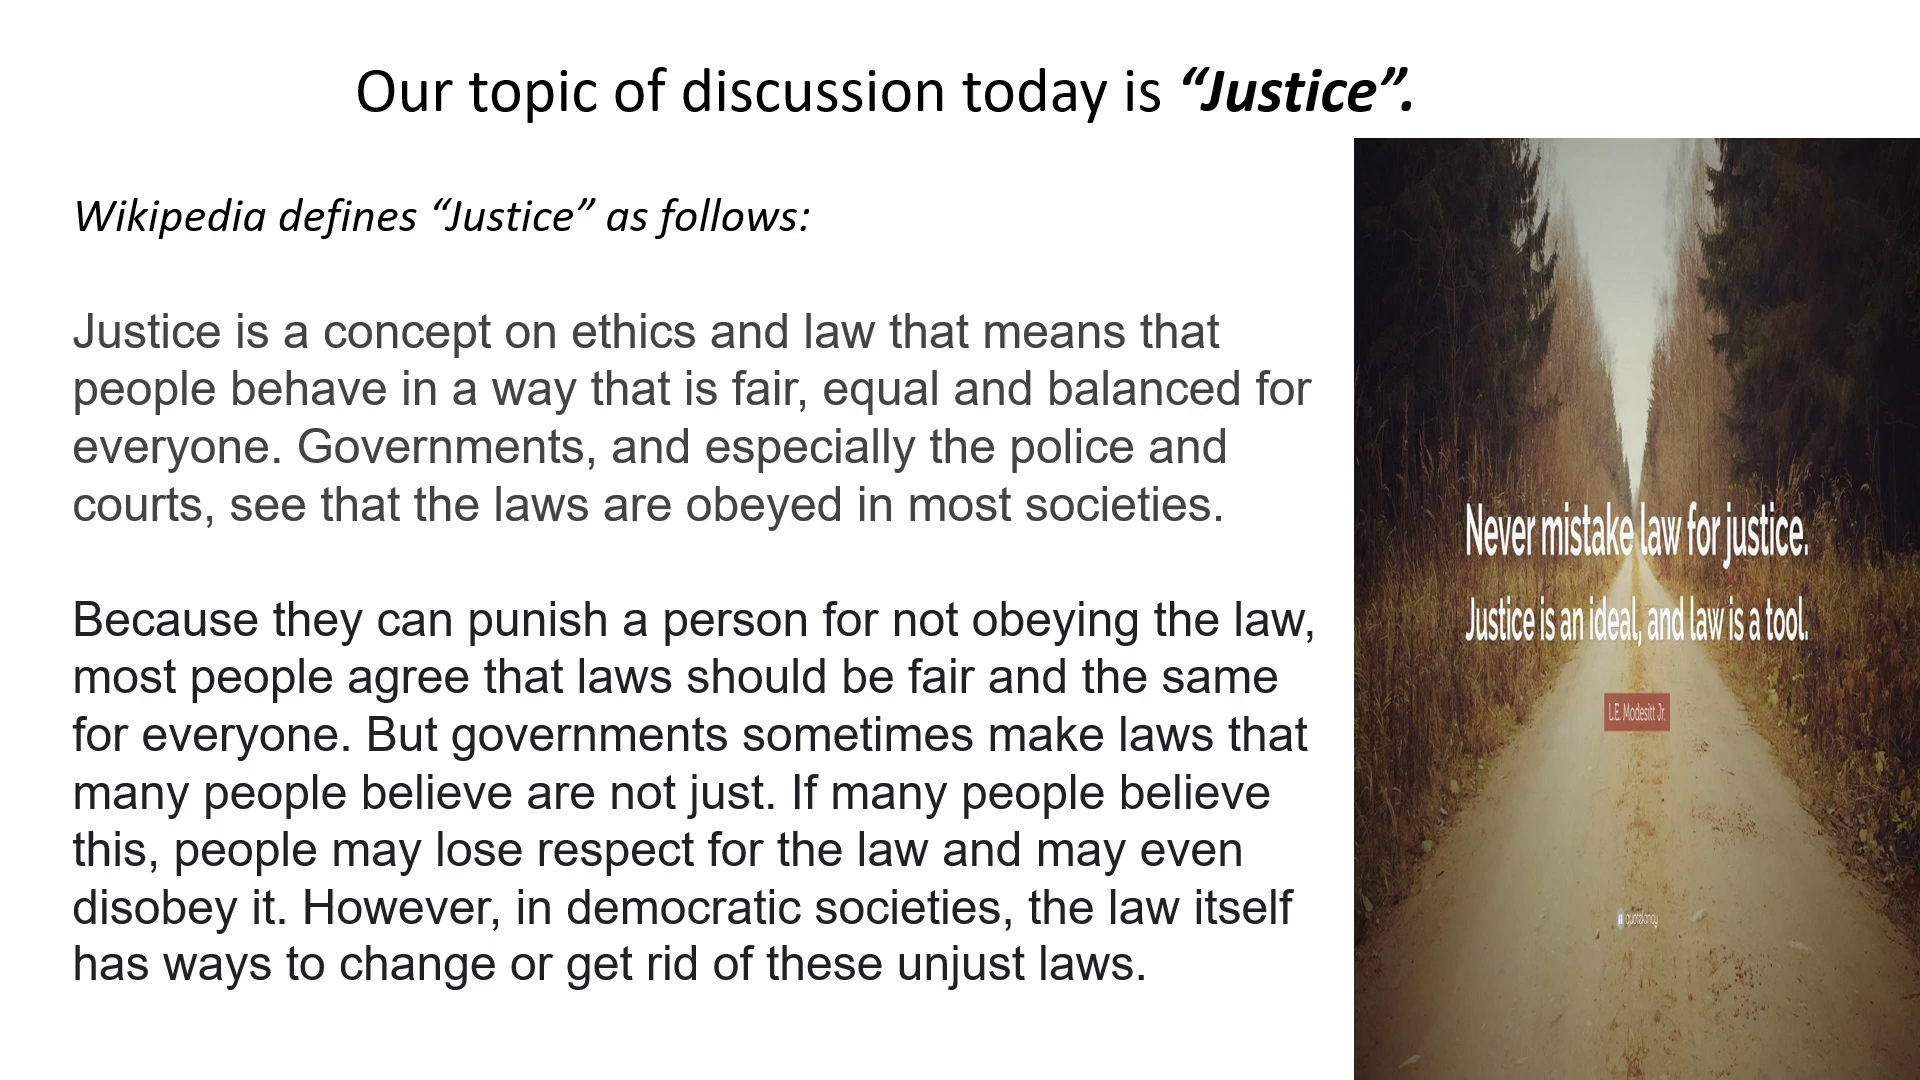 Our topic of discussion today is “Justice”.
Wikipedia defines “Justice” as follows:
Justice is a concept on ethics and law that means that
people behave in a way that is fair, equal and balanced for
everyone. Governments, and especially the police and
courts, see that the laws are obeyed in most societies.
Because they can punish a person for not obeying the law,
most people agree that laws should be fair and the same
for everyone. But governments sometimes make laws that
many people believe are not just. If many people believe
this, people may lose respect for the law and may even
disobey it. However, in democratic societies, the law itself
has ways to change or get rid of these unjust laws.
Never mistake law for justice.
Justice is an ideal, and law is a tool.
L.E. Modesitt Jr.
quotefancy